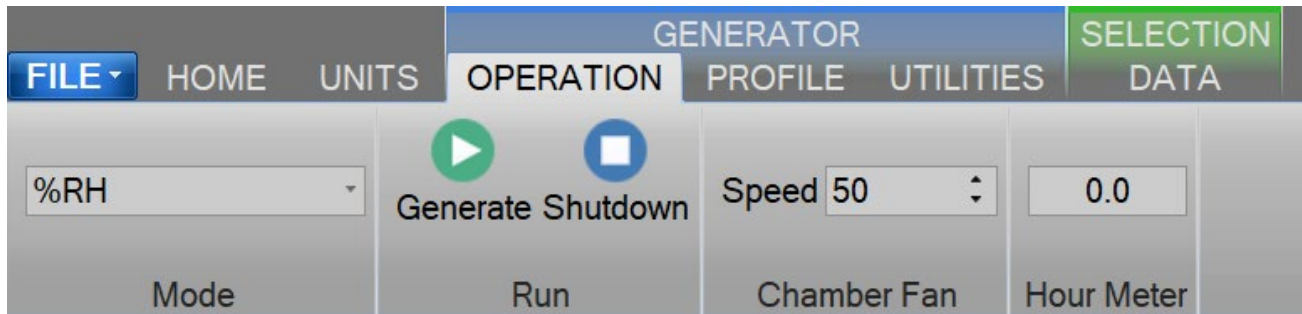 GENERATOR SELECTION
FILE HOME UNITS OPERATION PROFILE UTILITIES DATA
%RH
Generate Shutdown
Speed 50
0.0
Mode Run Chamber Fan Hour Meter